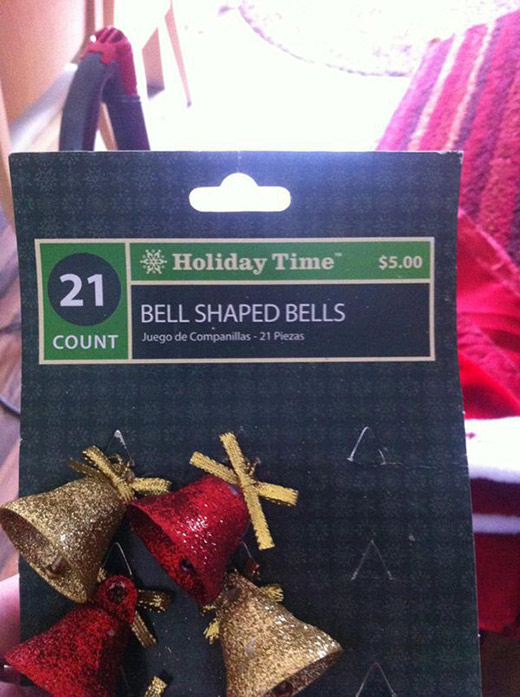 21
COUNT
Holiday Time™ $5.00
BELL SHAPED BELLS
Juego de Companillas - 21 Piezas